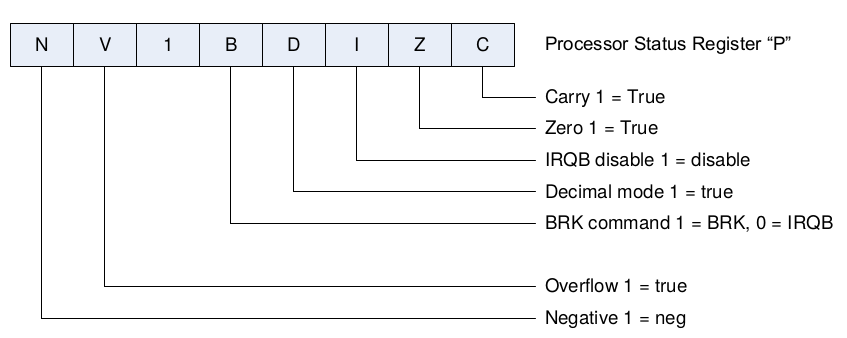 N V 1 B D I Z C Processor Status Register “P”
Carry 1 = True
Zero 1 = True
IRQB disable 1 = disable
Decimal mode 1 = true
BRK command 1 = BRK, 0 = IRQB
Overflow 1 = true
Negative 1 = neg